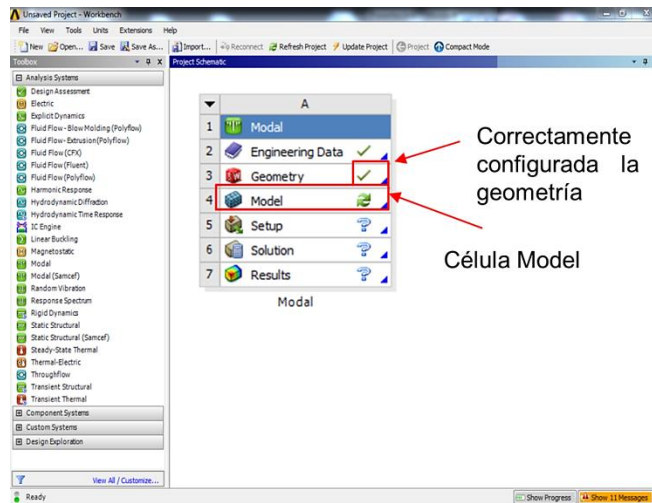 Unsaved Project - Workbench
File View Tools Units Extensions Help
New Open... Save Save As... Import... Reconnect Refresh Project Update Project Project Compact Mode
Toolbox
Project Schematic
Analysis Systems
Design Assessment
Electric
Explicit Dynamics
Fluid Flow - Blow Molding (Polyflow)
Fluid Flow - Extrusion (Polyflow)
Fluid Flow (CFX)
Fluid Flow (Fluent)
Fluid Flow (Polyflow)
Harmonic Response
Hydrodynamic Diffraction
Hydrodynamic Time Response
IC Engine
Linear Buckling
Magnetostatic
Modal
Modal (Samcef)
Random Vibration
Response Spectrum
Rigid Dynamics
Static Structural
Static Structural (Samcef)
Steady-State Thermal
Thermal-Electric
Throughflow
Transient Structural
Transient Thermal
Component Systems
Custom Systems
Design Exploration
View All / Customize...
A
1 Modal
2 Engineering Data
3 Geometry
4 Model
5 Setup
6 Solution
7 Results
Modal
Correctamente
configurada la
geometría
Célula Model
Ready
Show Progress Show 11 Messages